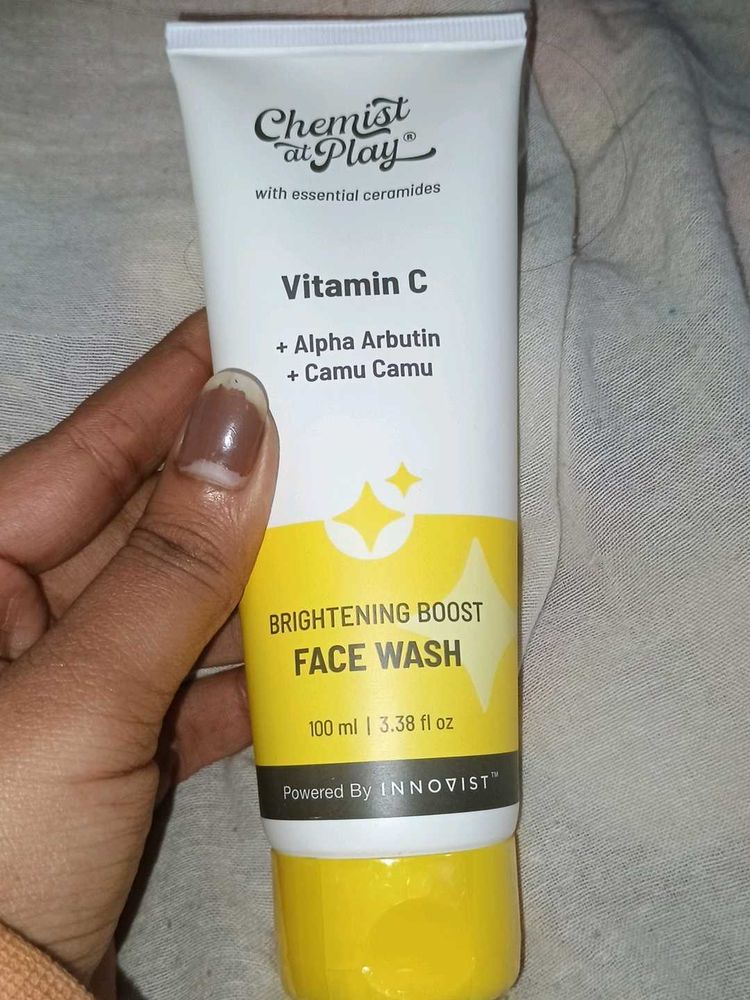 Chemist
at Play®
with essential ceramides
Vitamin C
+ Alpha Arbutin
+ Camu Camu
BRIGHTENING BOOST
FACE WASH
100 ml | 3.38 fl oz
Powered By INNOVIST™